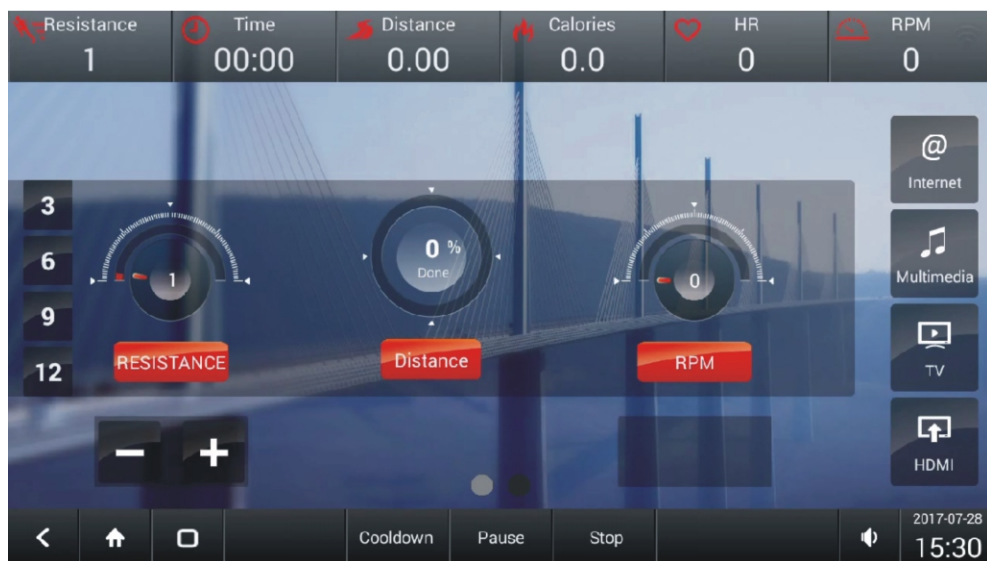 Resistance
1
Time
00:00
Distance
0.00
Calories
0.0
HR
0
RPM
0
3
6
9
12
1
RESISTANCE
0 %
Done
Distance
0
RPM
@
Internet
Multimedia
TV
HDMI
Cooldown
Pause
Stop
2017-07-28
15:30